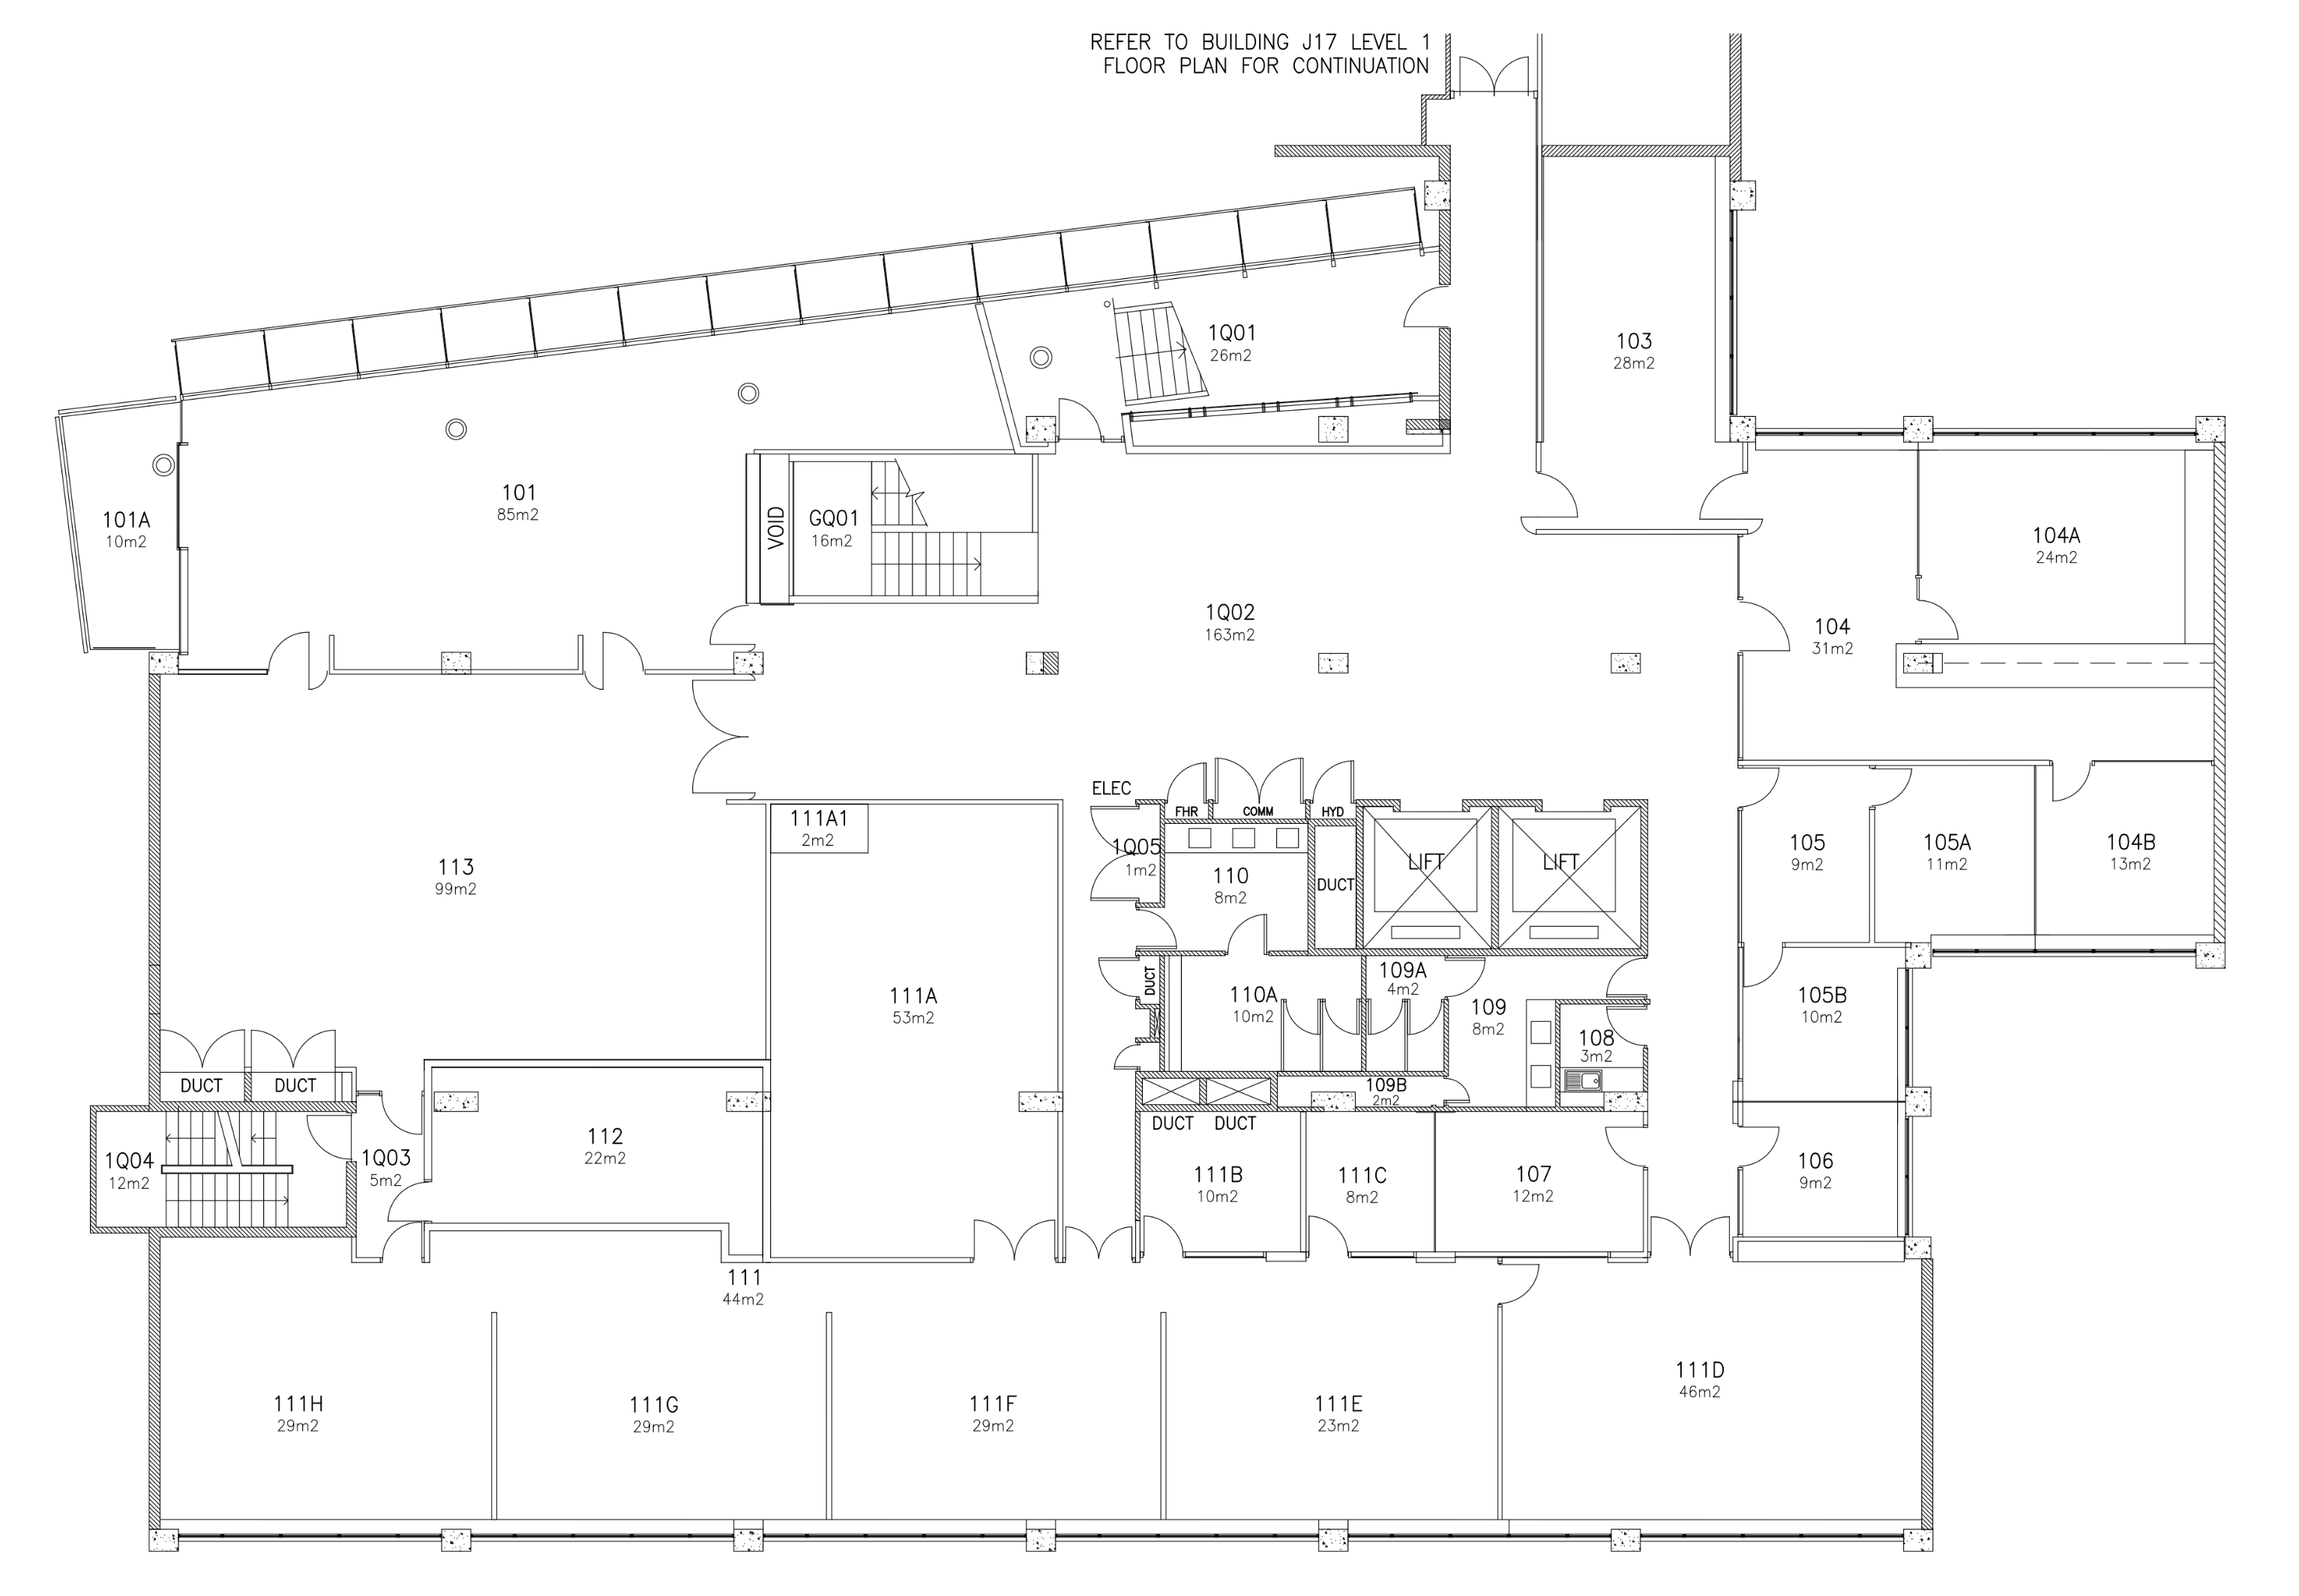 REFER TO BUILDING J17 LEVEL 1
FLOOR PLAN FOR CONTINUATION
1Q01
26m2
103
28m2
101
85m2
101A
10m2
VOID
GQ01
16m2
104A
24m2
1Q02
163m2
104
31m2
ELEC
FHR
COMM
HYD
111A1
2m2
1Q05
1m2
110
8m2
DUCT
LIFT
LIFT
105
9m2
105A
11m2
104B
13m2
113
99m2
111A
53m2
DUCT
110A
10m2
109A
4m2
109
8m2
108
3m2
105B
10m2
DUCT
DUCT
109B
2m2
DUCT
DUCT
112
22m2
1Q04
12m2
1Q03
5m2
111B
10m2
111C
8m2
107
12m2
106
9m2
111
44m2
111H
29m2
111G
29m2
111F
29m2
111E
23m2
111D
46m2